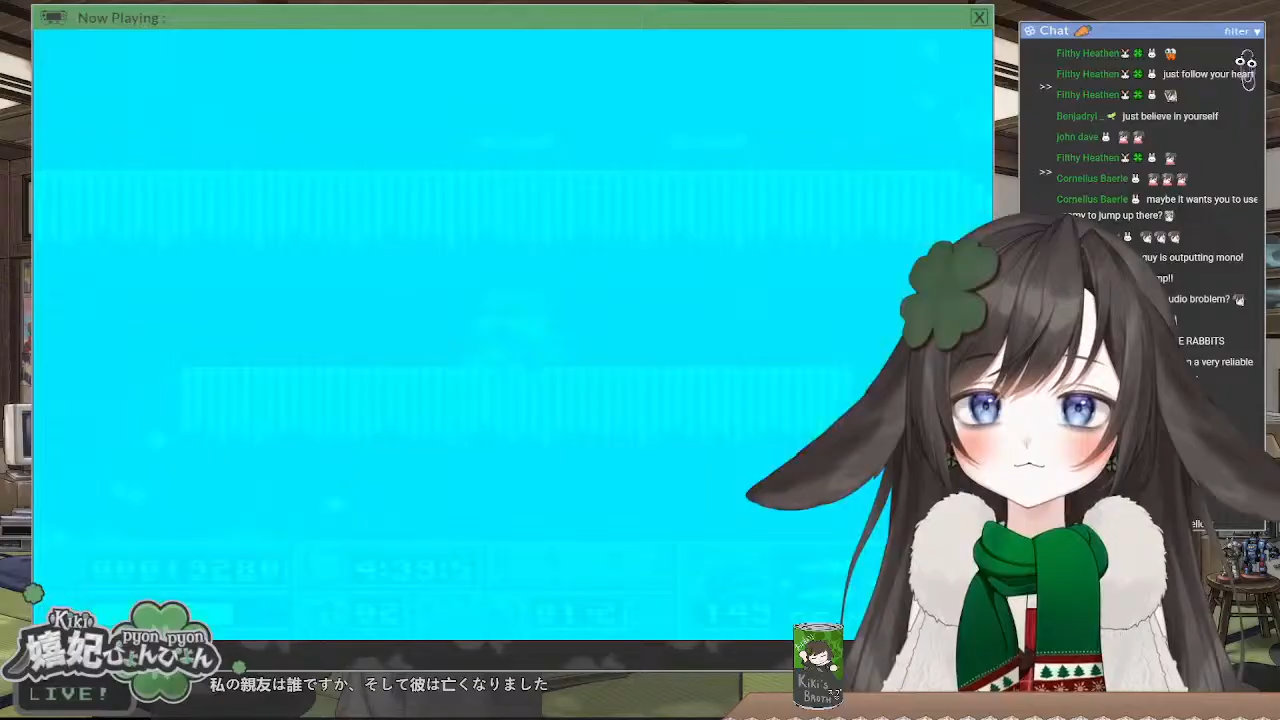 Now Playing :
X
Chat
filter ▼
Filthy Heathen
Filthy Heathen just follow your heart
>>
Filthy Heathen
Benjadryl_ just believe in yourself
john dave
Filthy Heathen
>>
Cornelius Baerle
Cornelius Baerle maybe it wants you to use
to jump up there?
guy is outputting mono!
E RABBITS
a very reliable
Kiki
嬉妃ぴょんぴょん
pyon pyon
LIVE!
私の親友は誰ですか、そして彼は亡くなりました
KiKi's
BROTH